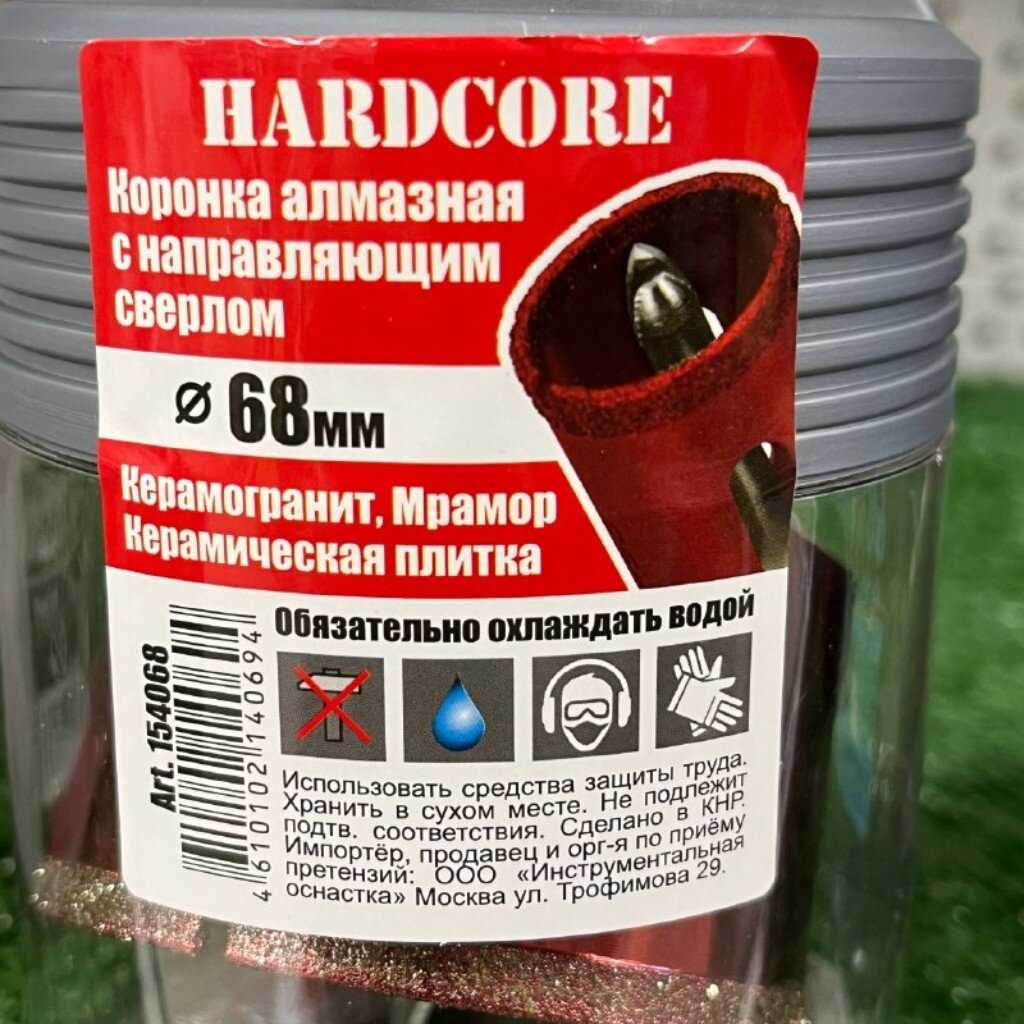 HARDCORE
Коронка алмазная
с направляющим
сверлом
Ø 68мм
Керамогранит, Мрамор
Керамическая плитка
Обязательно охлаждать водой
Art. 154068
4610102140694
Использовать средства защиты труда.
Хранить в сухом месте. Не подлежит
подтв. соответствия. Сделано в КНР.
Импортёр, продавец и орг-я по приёму
претензий: ООО «Инструментальная
оснастка» Москва ул. Трофимова 29.